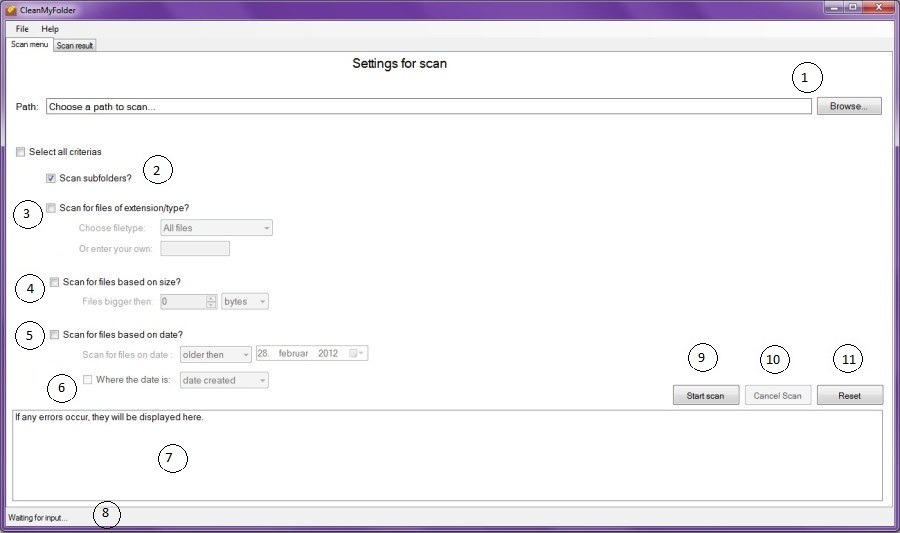 CleanMyFolder
File Help
Scan menu Scan result
Settings for scan
1
Path: Choose a path to scan... Browse...
Select all criterias
2
Scan subfolders?
3 Scan for files of extension/type?
Choose filetype: All files
Or enter your own:
4 Scan for files based on size?
Files bigger then: 0 bytes
5 Scan for files based on date?
Scan for files on date : older then 28. februar 2012
6 Where the date is: date created
9 10 11
Start scan Cancel Scan Reset
If any errors occur, they will be displayed here.
7
Waiting for input... 8